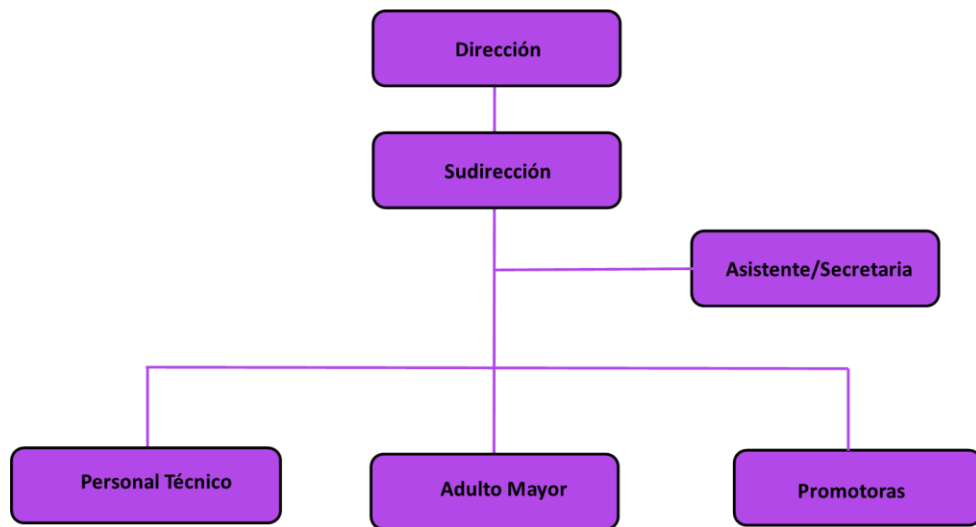 Dirección
Sudirección
Asistente/Secretaria
Personal Técnico
Adulto Mayor
Promotoras